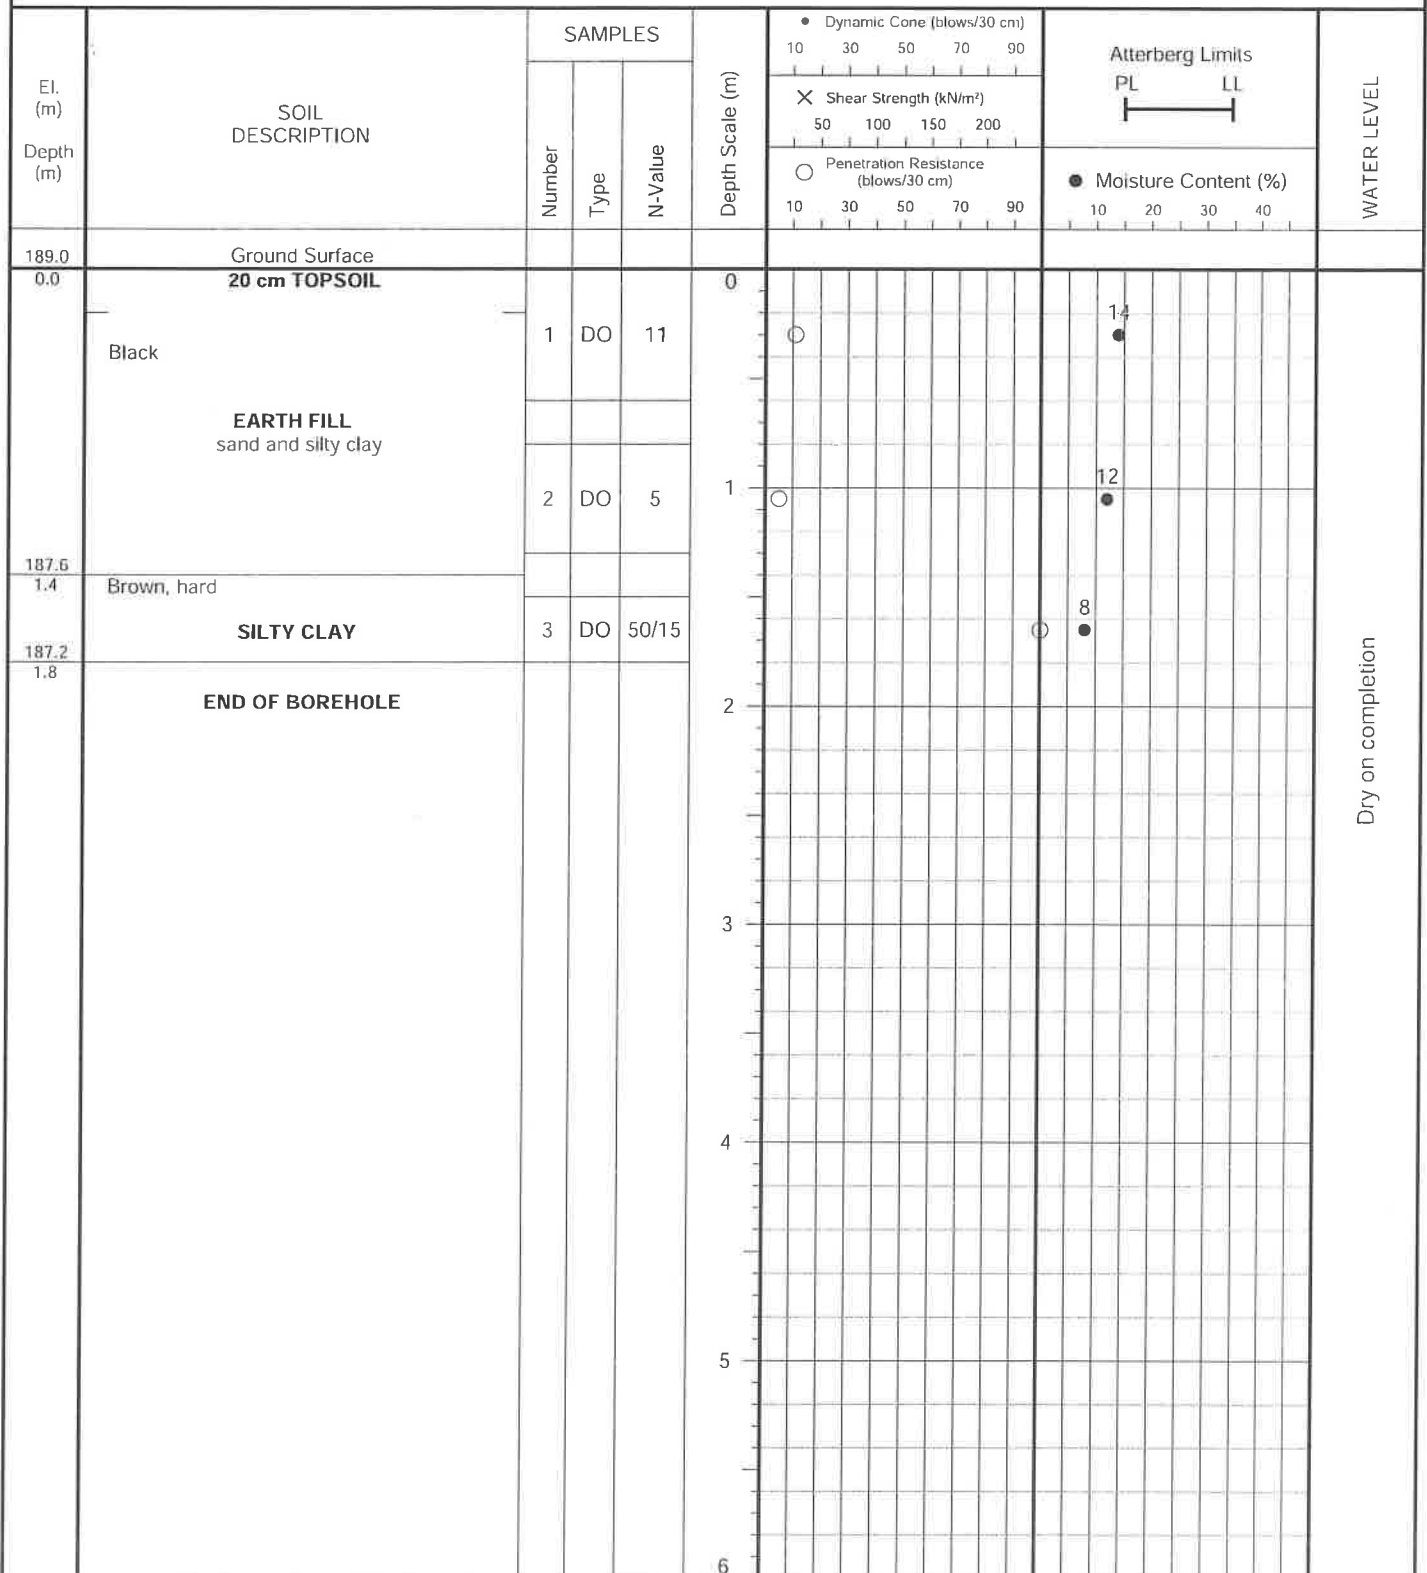 El.
(m)
Depth
(m)
SOIL
DESCRIPTION
SAMPLES
Number
Type
N-Value
Depth Scale (m)
Dynamic Cone (blows/30 cm)
10 30 50 70 90
Shear Strength (kN/m²)
50 100 150 200
Penetration Resistance
(blows/30 cm)
10 30 50 70 90
Atterberg Limits
PL LL
Moisture Content (%)
10 20 30 40
WATER LEVEL
189.0 Ground Surface
0.0 20 cm TOPSOIL 0
14
1 DO 11
Black
EARTH FILL
sand and silty clay
12
1
2 DO 5
187.6
1.4 Brown, hard
8
SILTY CLAY 3 DO 50/15
187.2
1.8
END OF BOREHOLE
2
Dry on completion
3
4
5
6